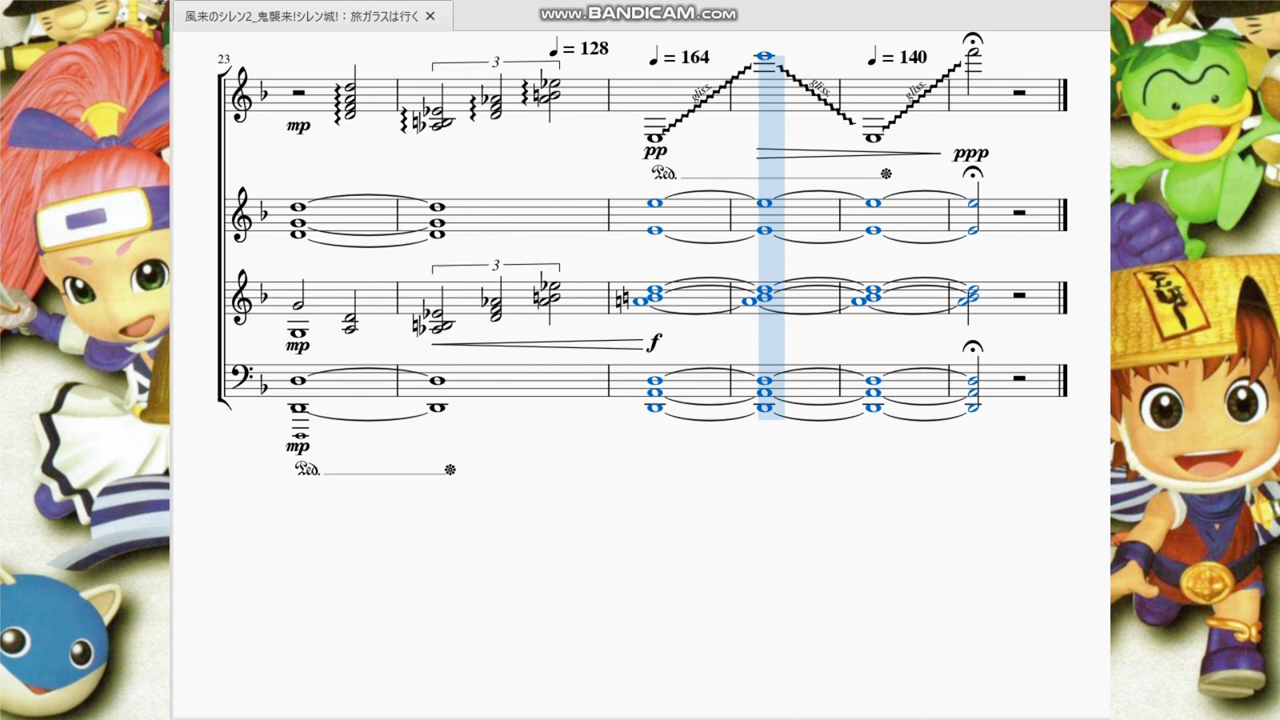 風来のシレン2_鬼襲来!シレン城!：旅ガラスは行く ×
www.BANDICAM.com
23
mp
3
= 128
= 164
gliss.
gliss.
= 140
gliss.
pp
ppp
Ped.
mp
3
f
mp
Ped.